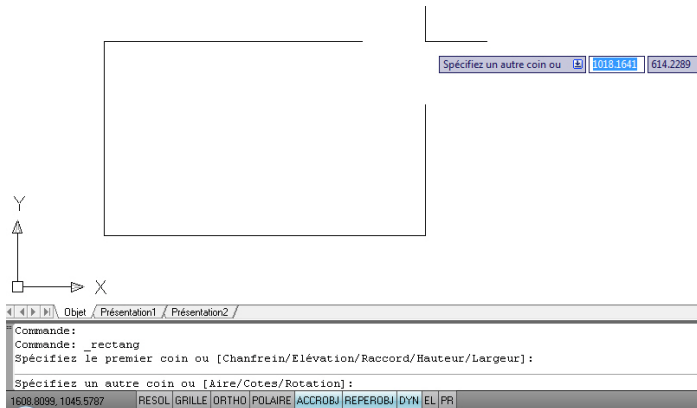 Spécifiez un autre coin ou 1018.1641 614.2289
Y
X
Objet Présentation1 Présentation2
Commande:
Commande: _rectang
Spécifiez le premier coin ou [Chanfrein/Elévation/Raccord/Hauteur/Largeur]:
Spécifiez un autre coin ou [Aire/Cotes/Rotation]:
1608.8099, 1045.5787 RESOL GRILLE ORTHO POLAIRE ACCROBJ REPEROBJ DYN EL PR